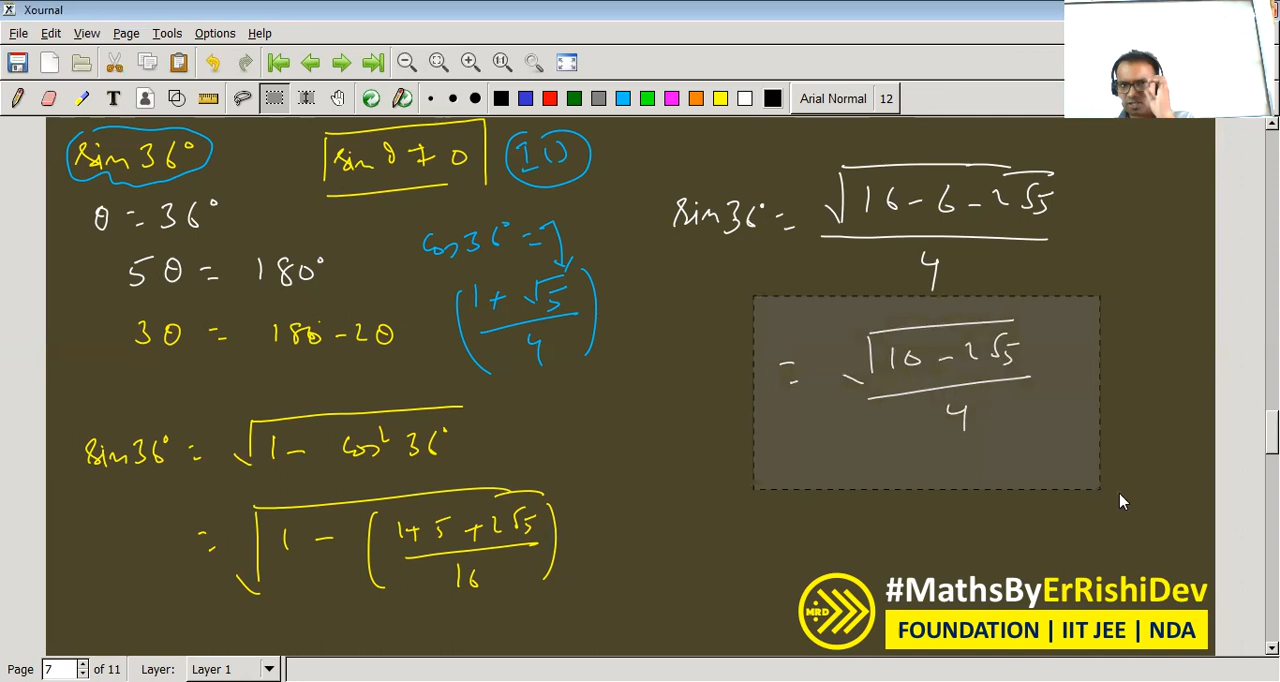 Xournal
File Edit View Page Tools Options Help
Arial Normal 12
sin 36°
sin θ ≠ 0
θ = 36°
5θ = 180°
3θ = 180 - 2θ
cos 36° =
(1 + √5 / 4)
sin 36° = √(1 - cos² 36°)
= √(1 - (1 + 5 + 2√5 / 16))
sin 36° = √(16 - 6 - 2√5) / 4
= √(10 - 2√5) / 4
MRD
#MathsByErRishiDev
FOUNDATION | IIT JEE | NDA
Page 7 of 11 Layer: Layer 1